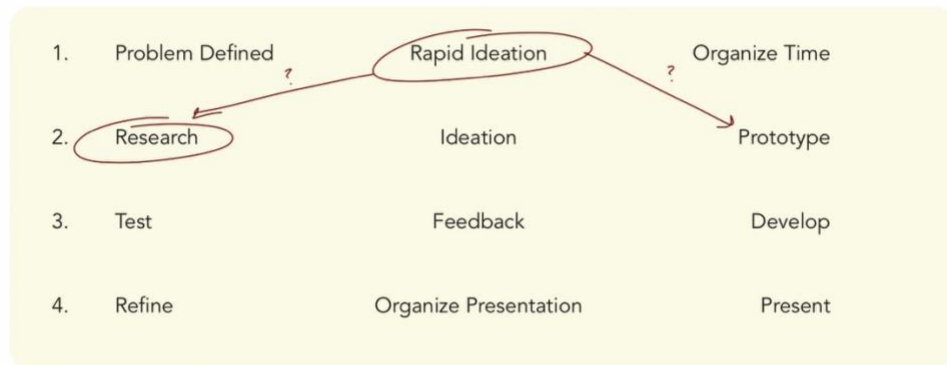 1. Problem Defined Rapid Ideation Organize Time
? ?
2. Research Ideation Prototype
3. Test Feedback Develop
4. Refine Organize Presentation Present